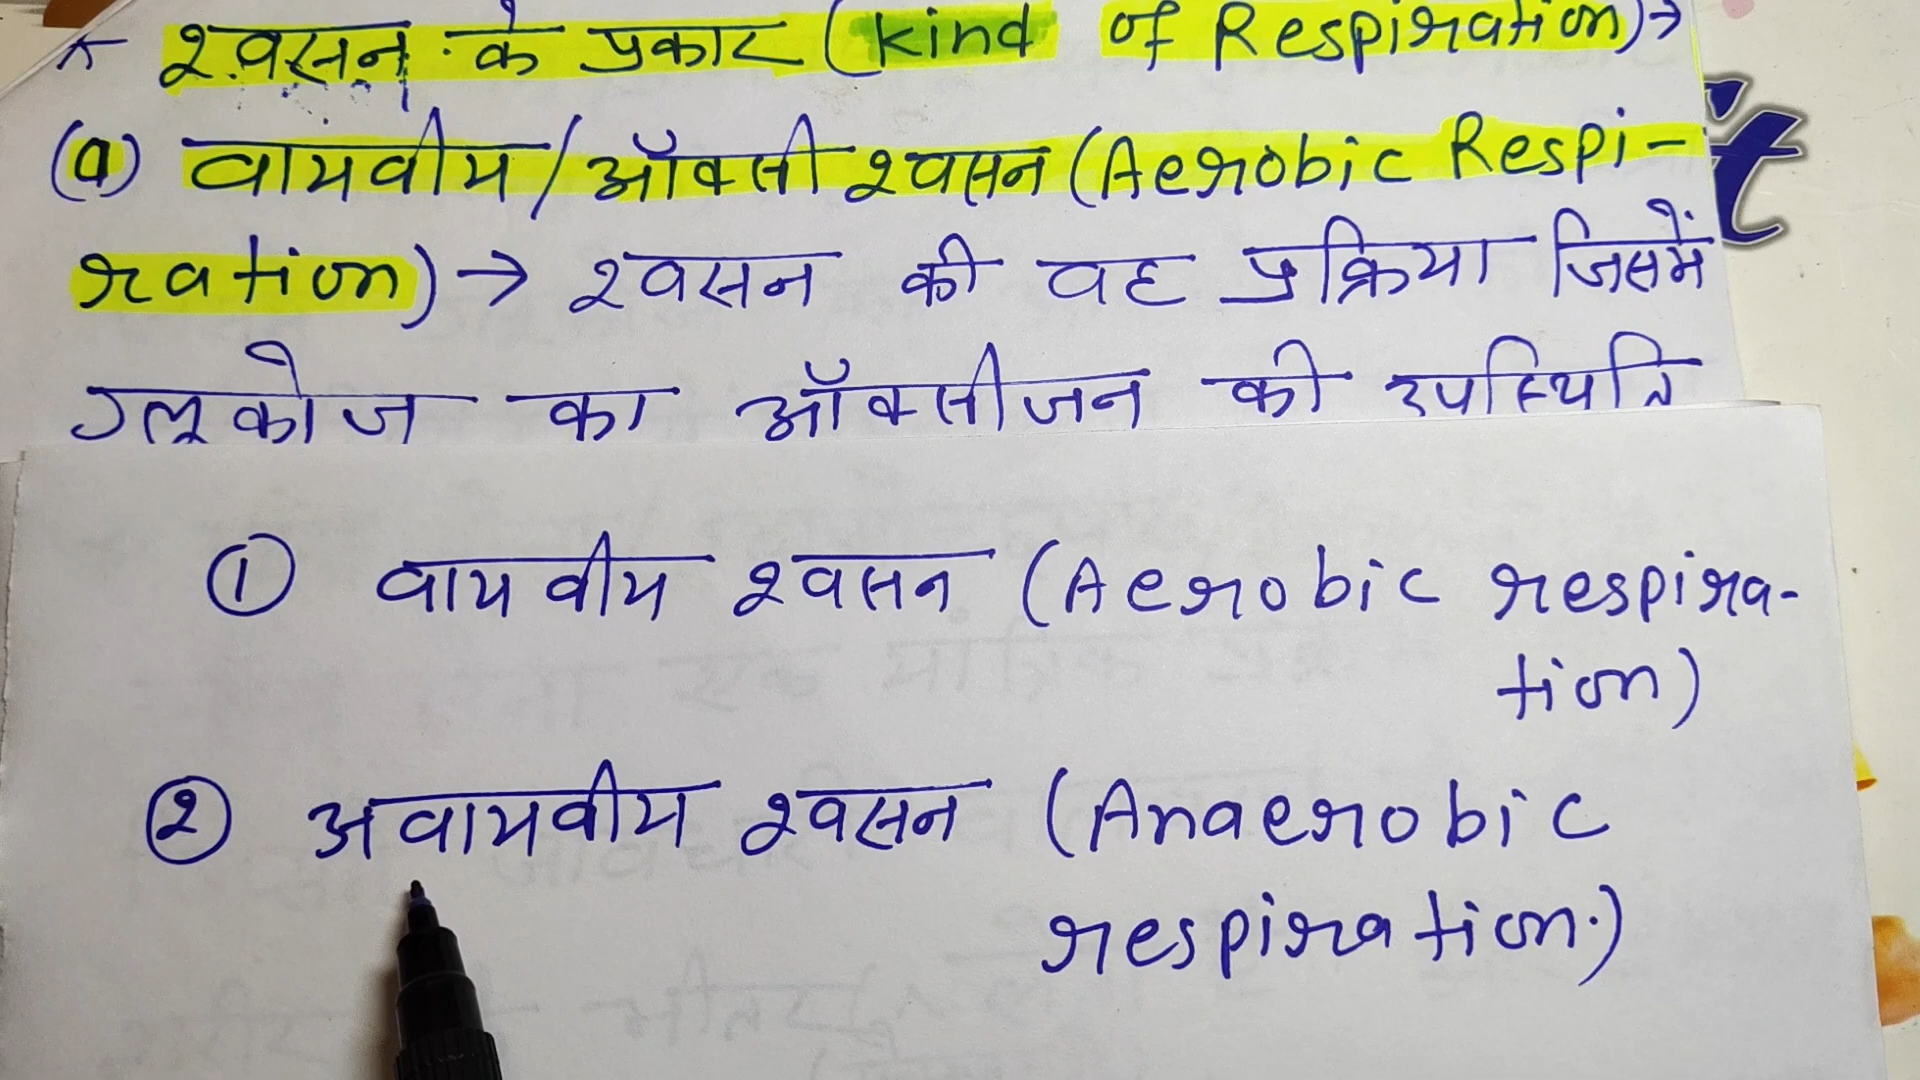 * श्वसन के प्रकार (Kind of Respiration)→
(a) वायवीय/ऑक्सी श्वसन (Aerobic Respi-
ration)→ श्वसन की वह प्रक्रिया जिसमें
ग्लूकोज का ऑक्सीजन की उपस्थिति
① वायवीय श्वसन (Aerobic respira-
tion)
② अवायवीय श्वसन (Anaerobic
respiration.)